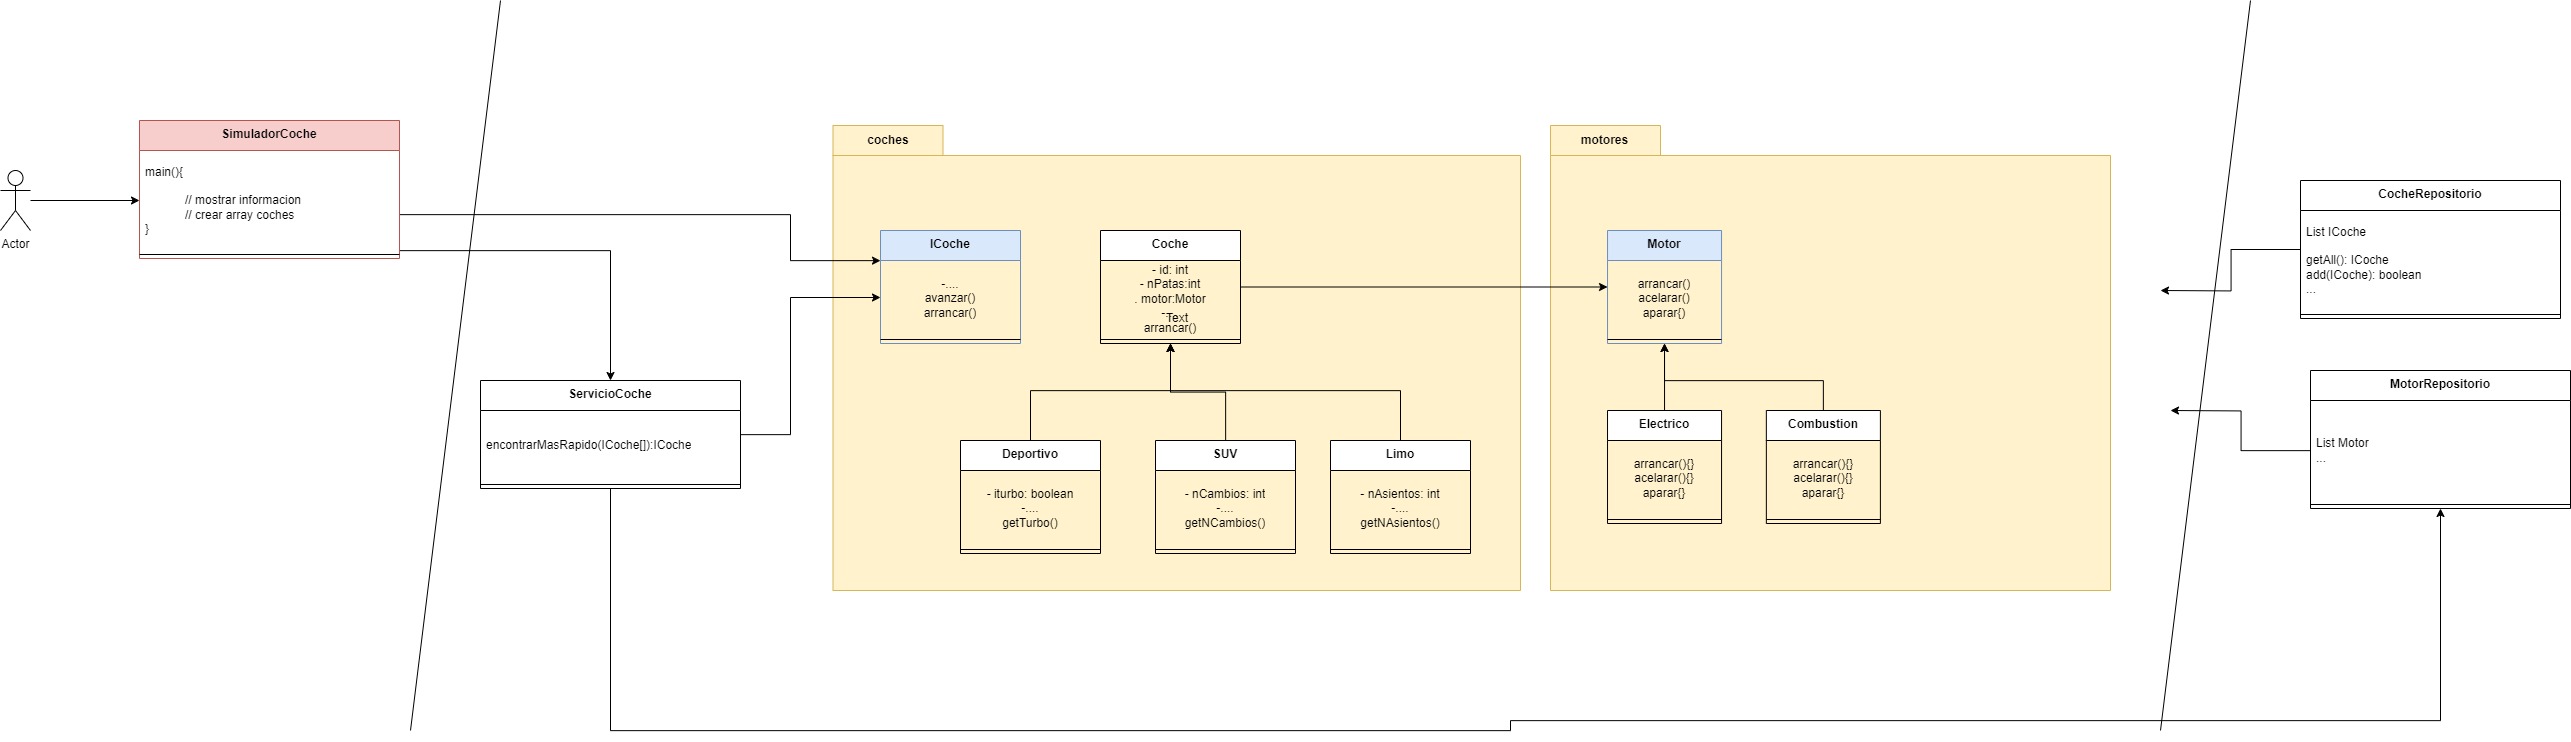 Actor
SimuladorCoche
main(){
// mostrar informacion
// crear array coches
}
ServicioCoche
encontrarMasRapido(ICoche[]):ICoche
coches
ICoche
-....
avanzar()
arrancar()
Coche
- id: int
- nPatas:int
. motor:Motor
Text
arrancar()
Deportivo
- iturbo: boolean
-....
getTurbo()
SUV
- nCambios: int
-....
getNCambios()
Limo
- nAsientos: int
-....
getNAsientos()
motores
Motor
arrancar()
acelarar()
aparar{)
Electrico
arrancar(){}
acelarar(){}
aparar{}
Combustion
arrancar(){}
acelarar(){}
aparar{}
CocheRepositorio
List ICoche
getAll(): ICoche
add(ICoche): boolean
...
MotorRepositorio
List Motor
...